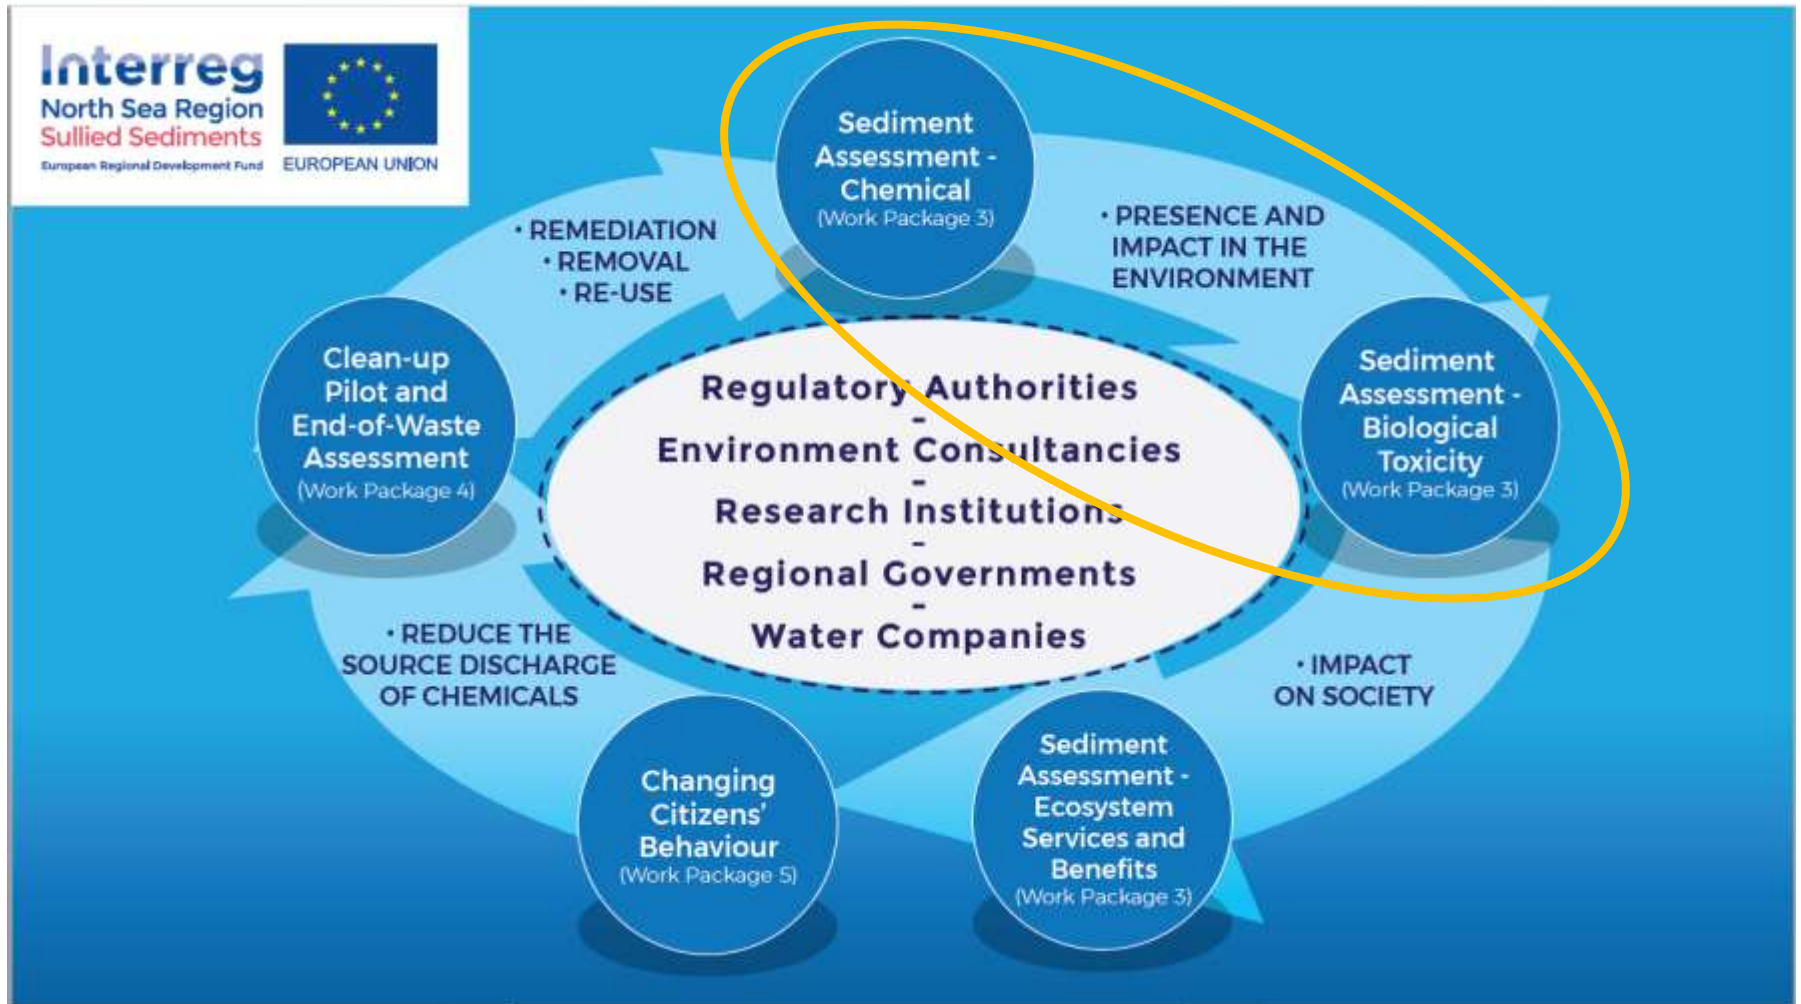 Interreg
North Sea Region
Sullied Sediments
European Regional Development Fund
EUROPEAN UNION
Sediment
Assessment -
Chemical
(Work Package 3)
• PRESENCE AND
IMPACT IN THE
ENVIRONMENT
• REMEDIATION
• REMOVAL
• RE-USE
Clean-up
Pilot and
End-of-Waste
Assessment
(Work Package 4)
Regulatory Authorities
-
Environment Consultancies
-
Research Institutions
-
Regional Governments
-
Water Companies
Sediment
Assessment -
Biological
Toxicity
(Work Package 3)
• REDUCE THE
SOURCE DISCHARGE
OF CHEMICALS
• IMPACT
ON SOCIETY
Changing
Citizens'
Behaviour
(Work Package 5)
Sediment
Assessment -
Ecosystem
Services and
Benefits
(Work Package 3)